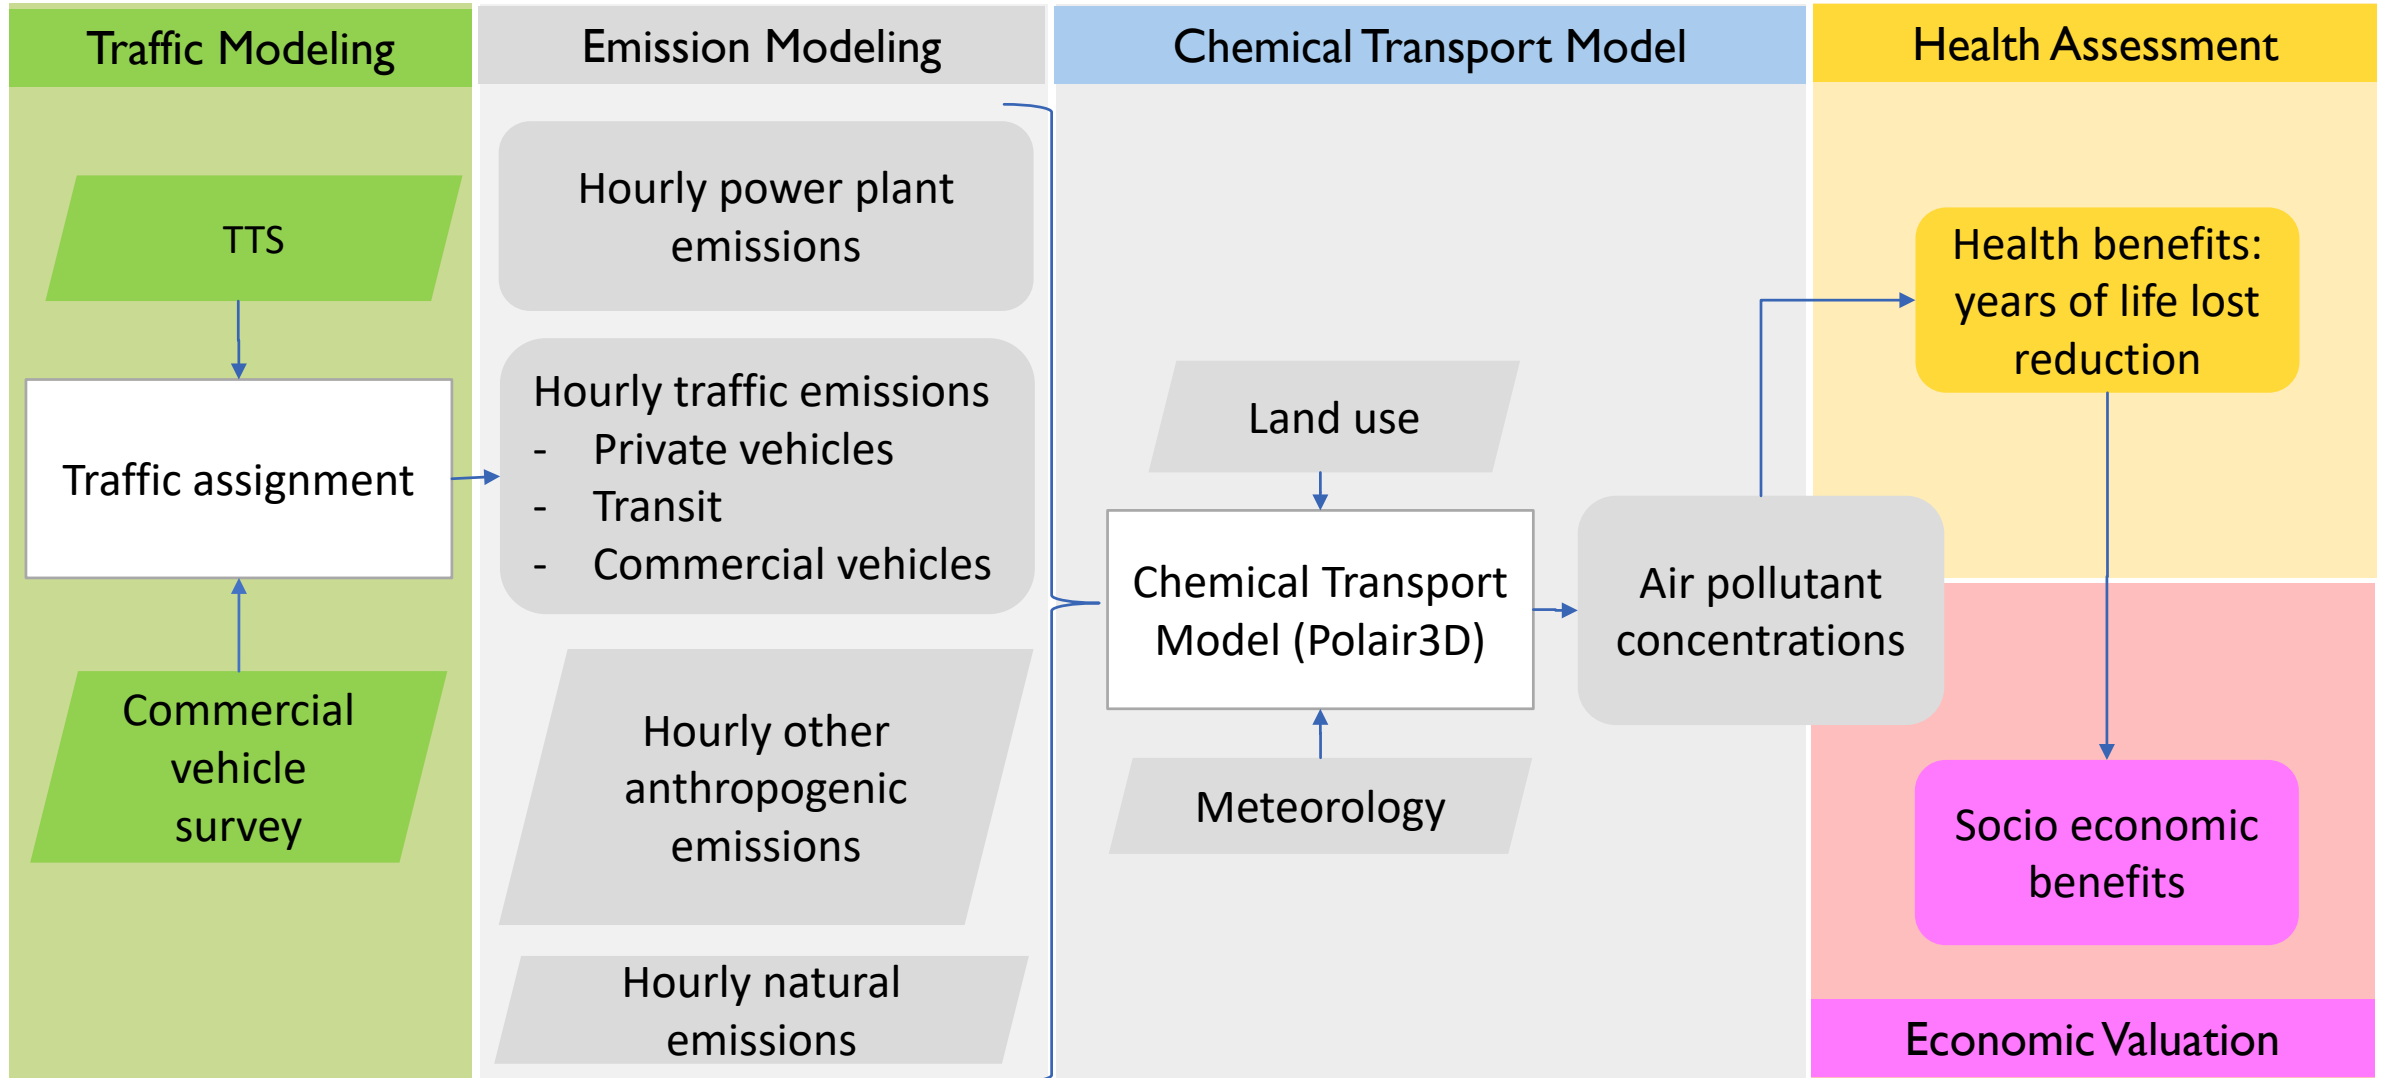 Traffic Modeling
TTS
Traffic assignment
Commercial
vehicle
survey
Emission Modeling
Hourly power plant
emissions
Hourly traffic emissions
- Private vehicles
- Transit
- Commercial vehicles
Hourly other
anthropogenic
emissions
Hourly natural
emissions
Chemical Transport Model
Land use
Chemical Transport
Model (Polair3D)
Meteorology
Air pollutant
concentrations
Health Assessment
Health benefits:
years of life lost
reduction
Socio economic
benefits
Economic Valuation